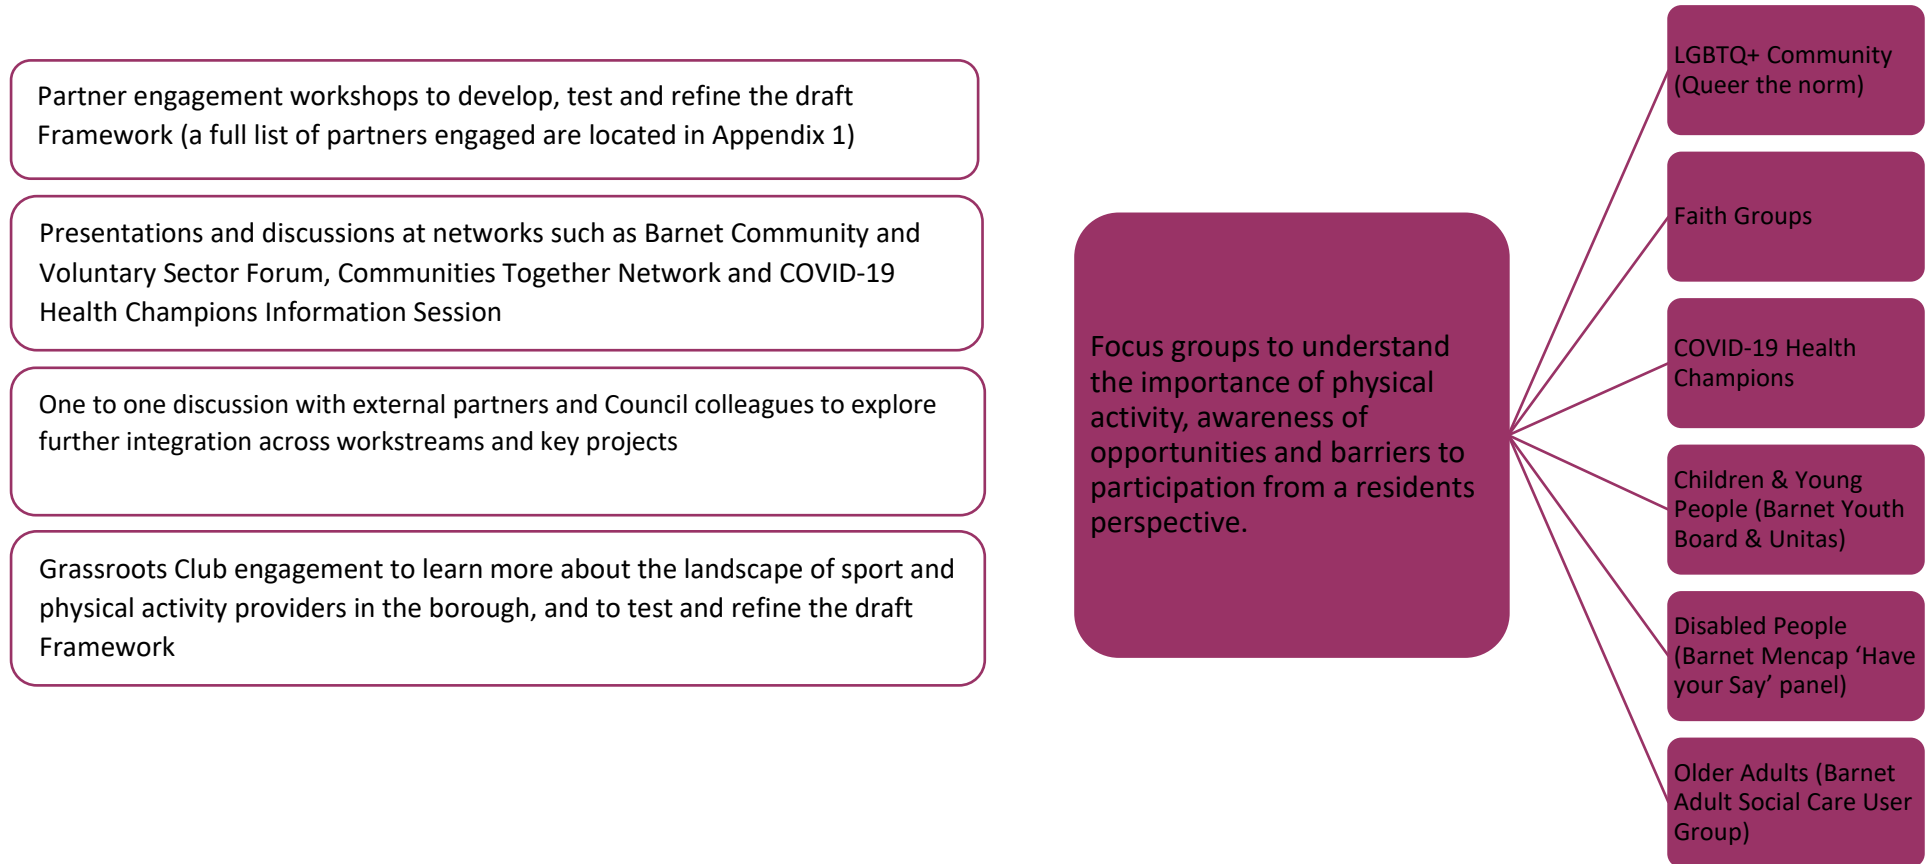 Partner engagement workshops to develop, test and refine the draft
Framework (a full list of partners engaged are located in Appendix 1)
Presentations and discussions at networks such as Barnet Community and
Voluntary Sector Forum, Communities Together Network and COVID-19
Health Champions Information Session
One to one discussion with external partners and Council colleagues to explore
further integration across workstreams and key projects
Grassroots Club engagement to learn more about the landscape of sport and
physical activity providers in the borough, and to test and refine the draft
Framework
Focus groups to understand
the importance of physical
activity, awareness of
opportunities and barriers to
participation from a residents
perspective.
LGBTQ+ Community
(Queer the norm)
Faith Groups
COVID-19 Health
Champions
Children & Young
People (Barnet Youth
Board & Unitas)
Disabled People
(Barnet Mencap ‘Have
your Say’ panel)
Older Adults (Barnet
Adult Social Care User
Group)